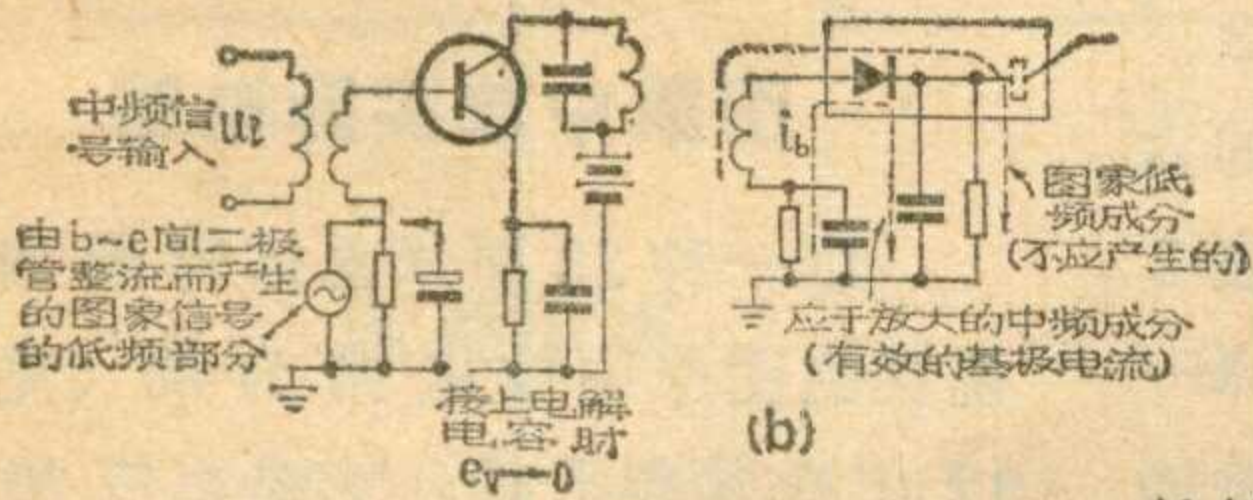 中频信
号输入
ui
由b~e间二极
管整流而产生
的图象信号
的低频部分
接上电解
电容时
ev→0
ib
图象低
频成分
(不应产生的)
应于放大的中频成分
(有效的基极电流)
(b)